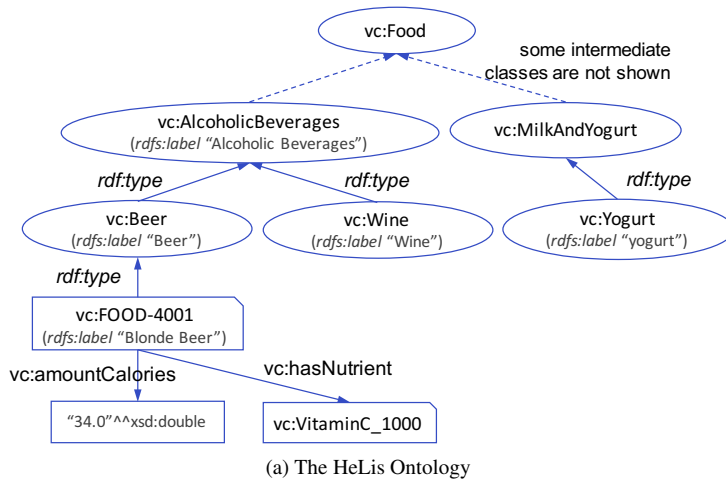 vc:Food
some intermediate
classes are not shown
vc:AlcoholicBeverages
(rdfs:label “Alcoholic Beverages”)
vc:MilkAndYogurt
rdf:type
rdf:type
rdf:type
vc:Beer
(rdfs:label “Beer”)
vc:Wine
(rdfs:label “Wine”)
vc:Yogurt
(rdfs:label “yogurt”)
rdf:type
vc:FOOD-4001
(rdfs:label “Blonde Beer”)
vc:amountCalories
vc:hasNutrient
“34.0”^^xsd:double
vc:VitaminC_1000
(a) The HeLis Ontology